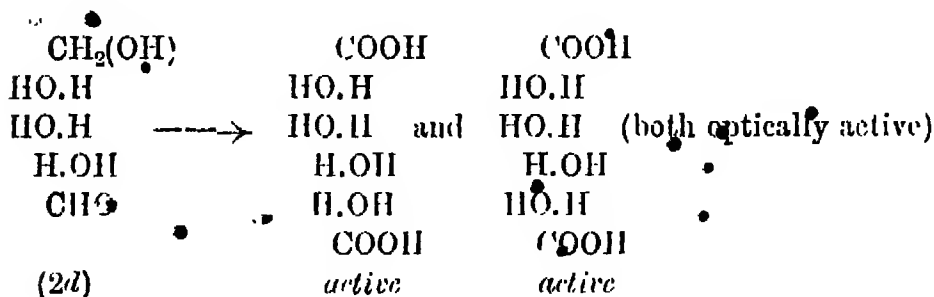 CH₂(OH) COOH COOH
HO.H HO.H HO.H
HO.H ⟶ HO.H and HO.H (both optically active)
H.OH H.OH H.OH
CHO H.OH HO.H
COOH COOH
(2d) active active